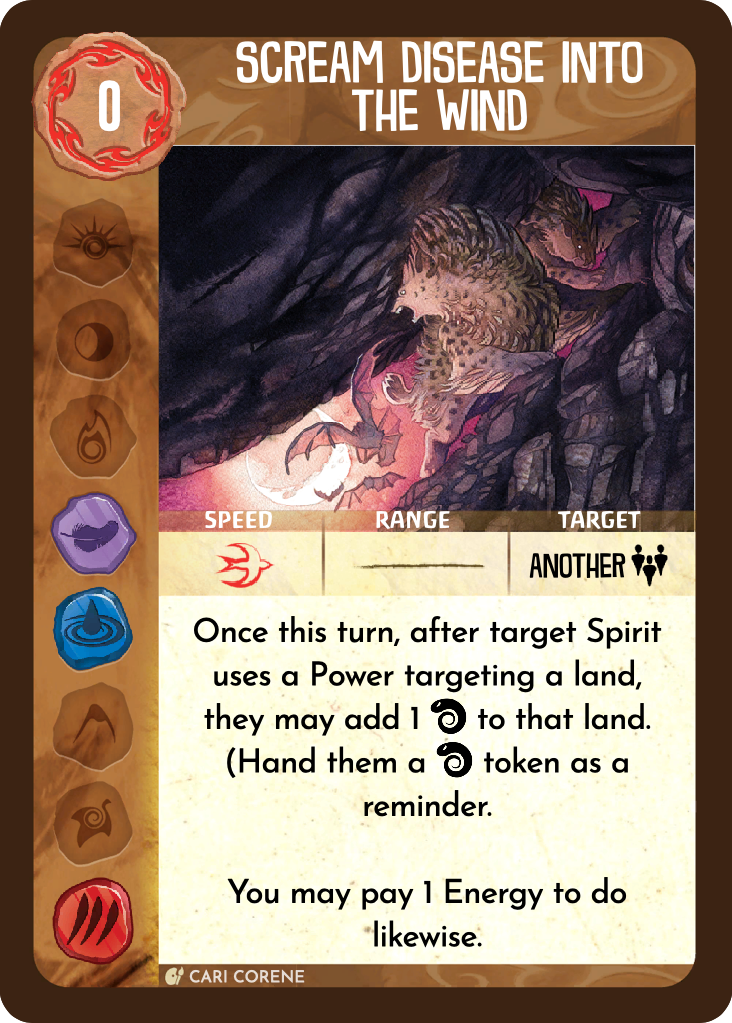 0
SCREAM DISEASE INTO
THE WIND
SPEED RANGE TARGET
ANOTHER
Once this turn, after target Spirit
uses a Power targeting a land,
they may add 1 to that land.
(Hand them a token as a
reminder.
You may pay 1 Energy to do
likewise.
CARI CORENE